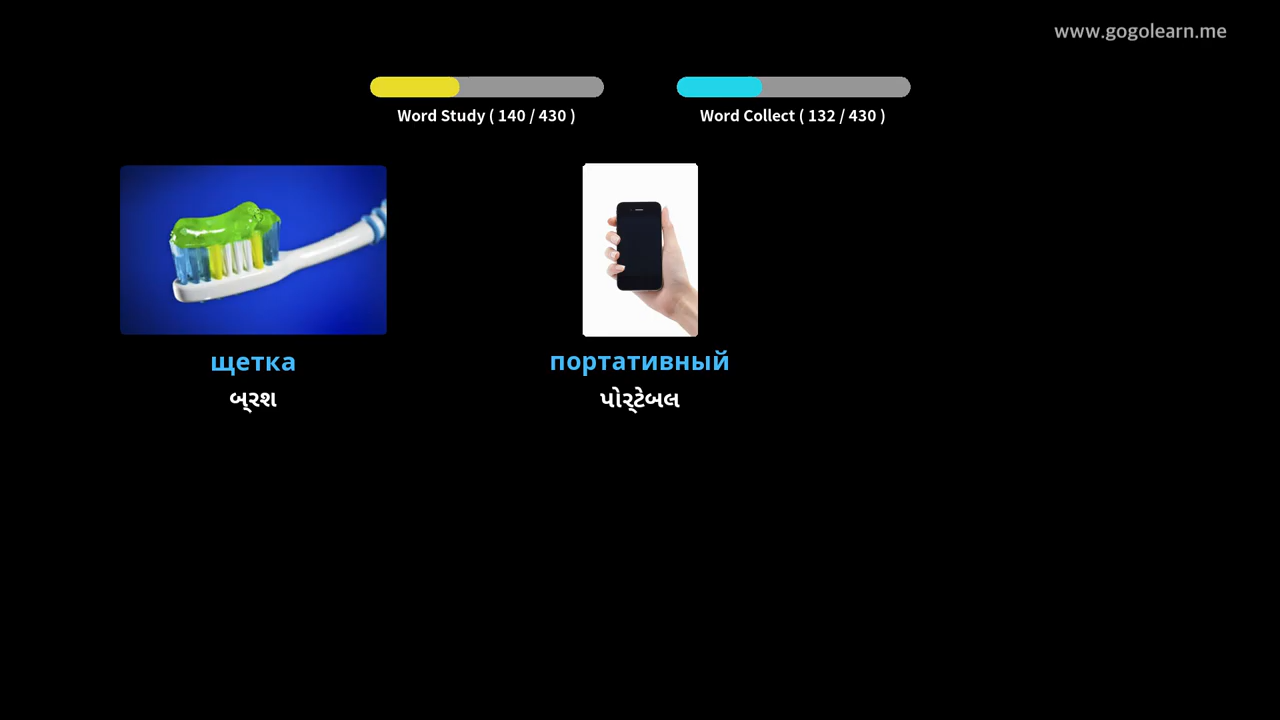 www.gogolearn.me
Word Study ( 140 / 430 )
Word Collect ( 132 / 430 )
щетка
портативный
બ્રશ
પોર્ટેબલ